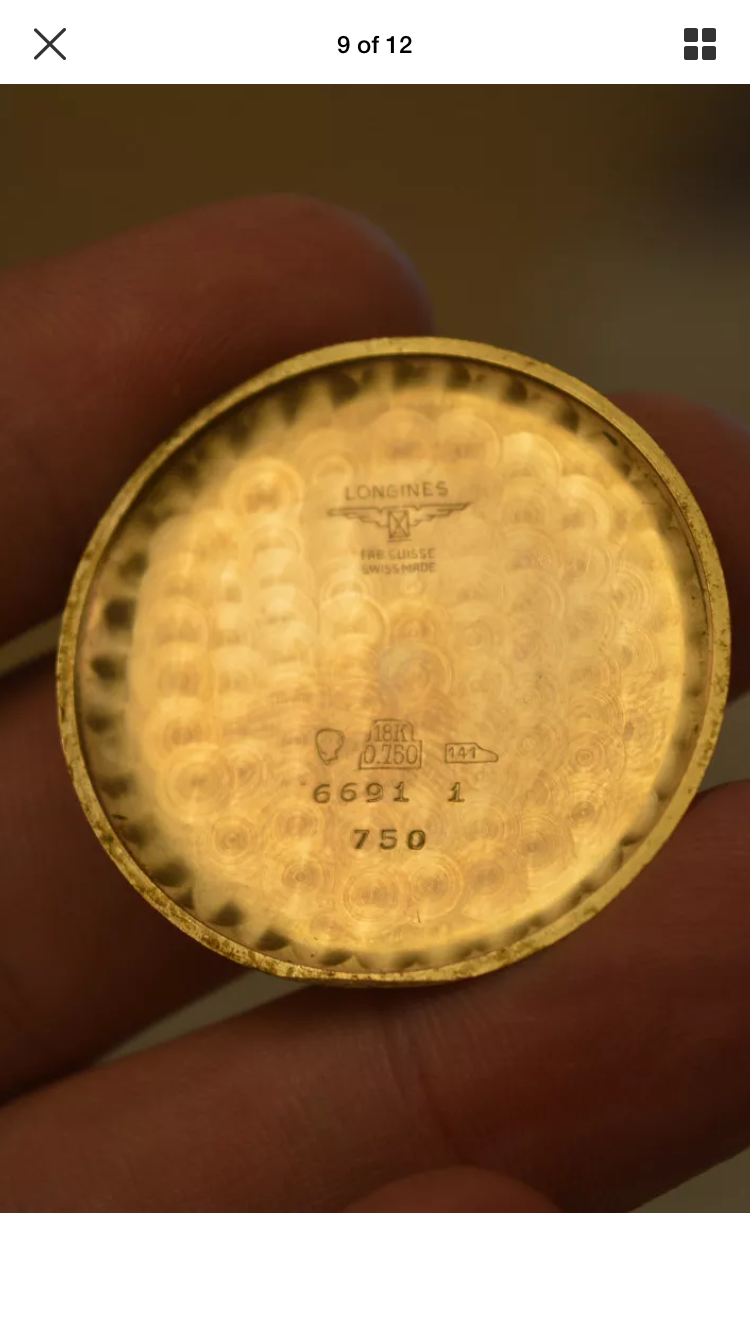 9 of 12
LONGINES
FAB. SUISSE
SWISS MADE
18K
0.750
141
6691 1
750